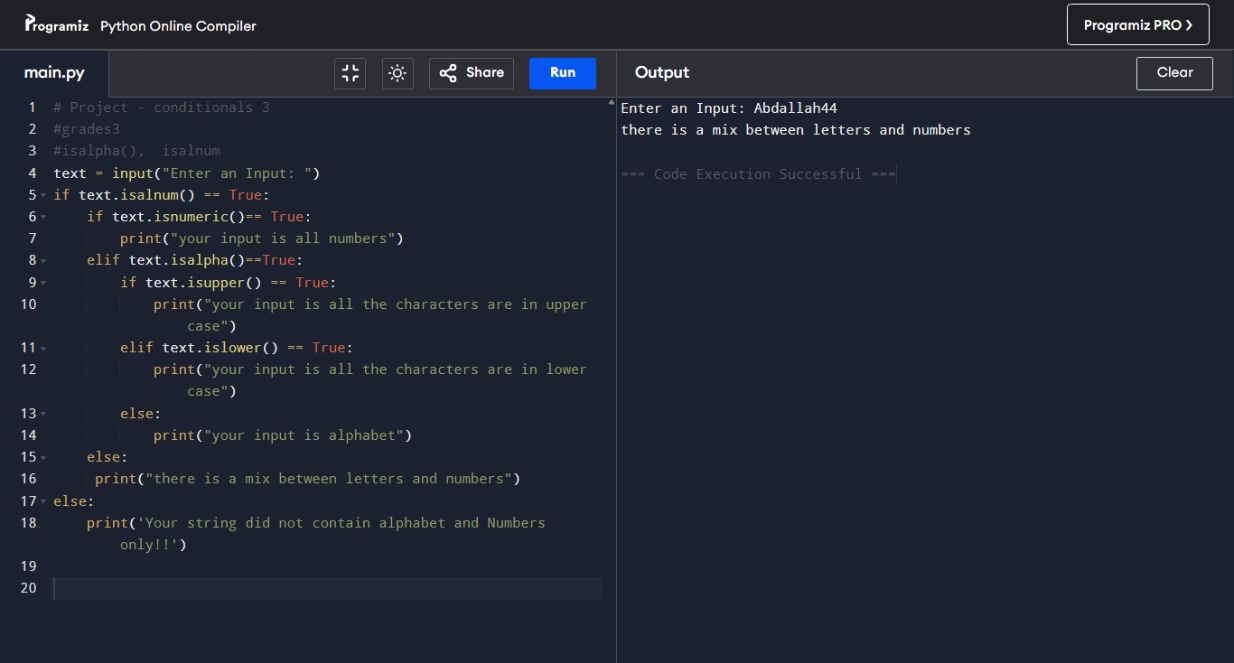 Programiz Python Online Compiler
Programiz PRO >
main.py
Share
Run
Output
Clear
1 # Project - conditionals 3
2 #grades3
3 #isalpha(),  isalnum
4 text = input("Enter an Input: ")
5 if text.isalnum() == True:
6     if text.isnumeric()== True:
7         print("your input is all numbers")
8     elif text.isalpha()==True:
9         if text.isupper() == True:
10             print("your input is all the characters are in upper
case")
11         elif text.islower() == True:
12             print("your input is all the characters are in lower
case")
13         else:
14             print("your input is alphabet")
15     else:
16      print("there is a mix between letters and numbers")
17 else:
18     print('Your string did not contain alphabet and Numbers
only!!')
19
20
Enter an Input: Abdallah44
there is a mix between letters and numbers
=== Code Execution Successful ===